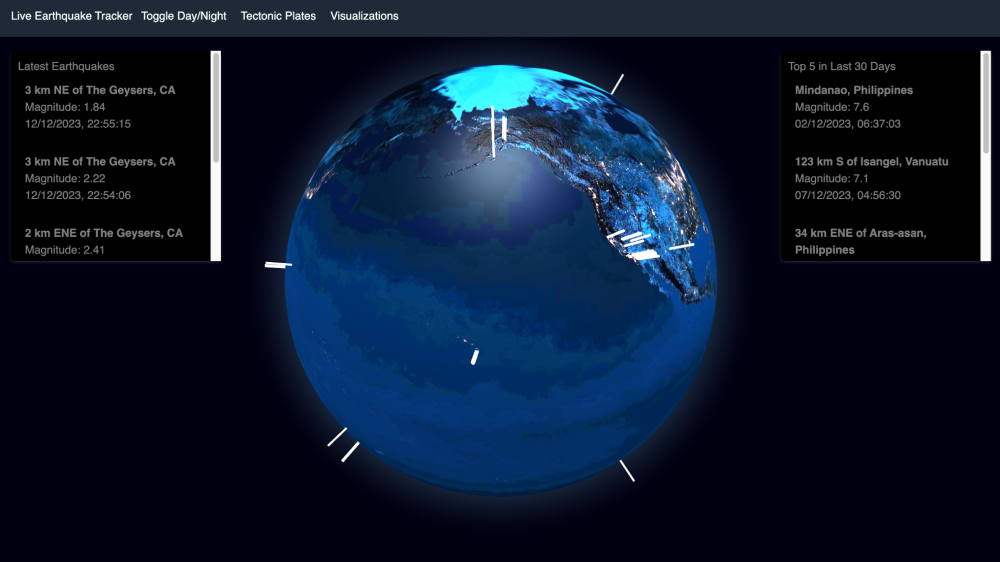 Live Earthquake Tracker Toggle Day/Night Tectonic Plates Visualizations
Latest Earthquakes
3 km NE of The Geysers, CA
Magnitude: 1.84
12/12/2023, 22:55:15
3 km NE of The Geysers, CA
Magnitude: 2.22
12/12/2023, 22:54:06
2 km ENE of The Geysers, CA
Magnitude: 2.41
Top 5 in Last 30 Days
Mindanao, Philippines
Magnitude: 7.6
02/12/2023, 06:37:03
123 km S of Isangel, Vanuatu
Magnitude: 7.1
07/12/2023, 04:56:30
34 km ENE of Aras-asan,
Philippines